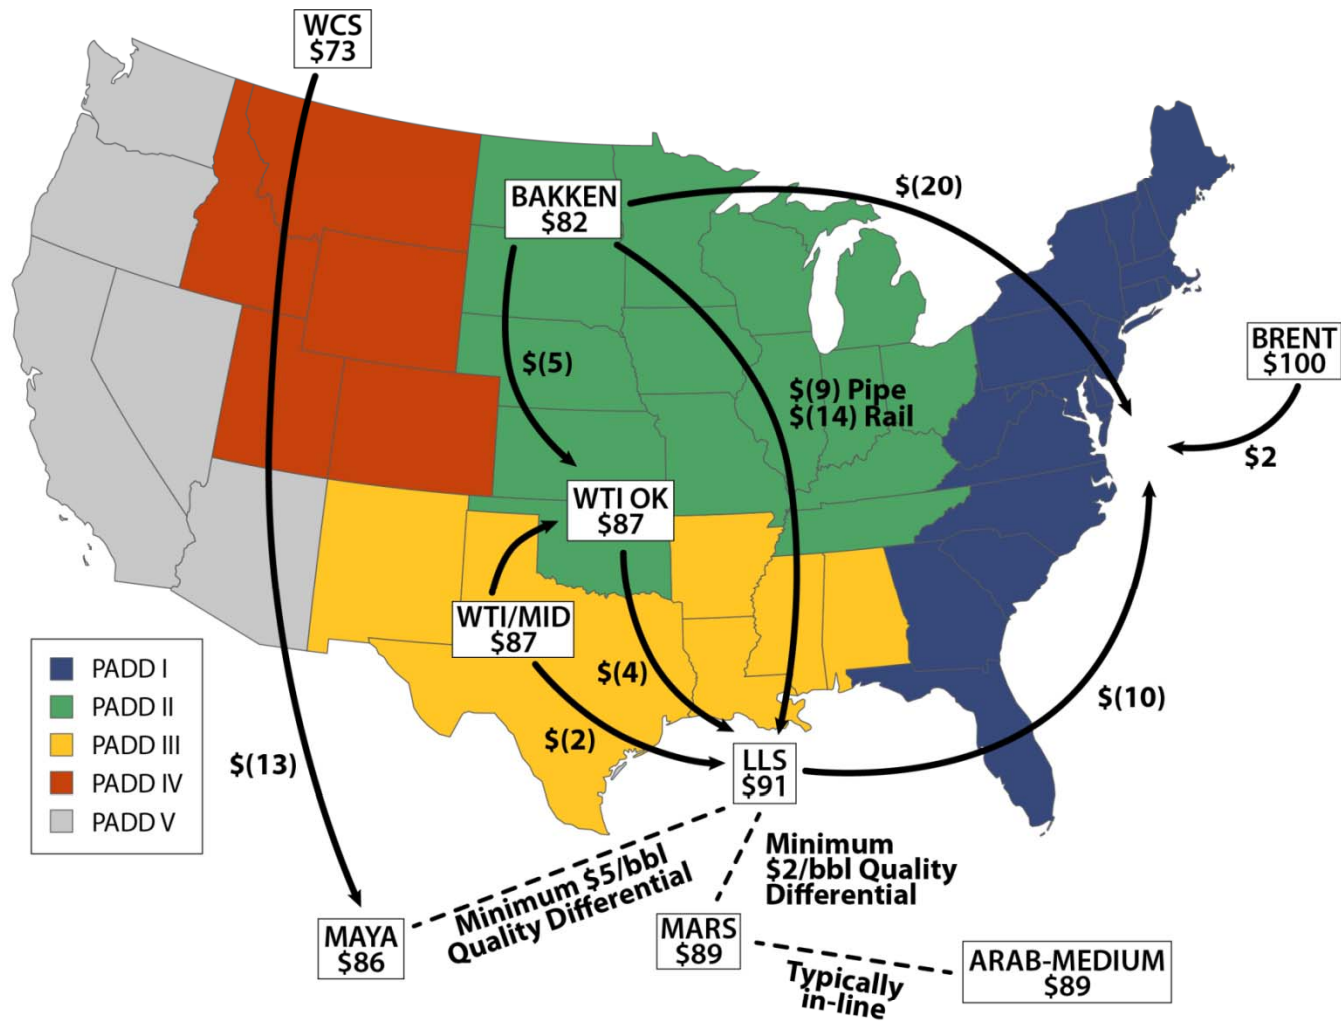 WCS
$73
BAKKEN
$82
$(20)
BRENT
$100
$2
$(5)
$(9) Pipe
$(14) Rail
WTI OK
$87
WTI/MID
$87
$(4)
$(2)
$(10)
$(13)
LLS
$91
PADD I
PADD II
PADD III
PADD IV
PADD V
Minimum $5/bbl
Quality Differential
Minimum
$2/bbl Quality
Differential
MAYA
$86
MARS
$89
Typically
in-line
ARAB-MEDIUM
$89